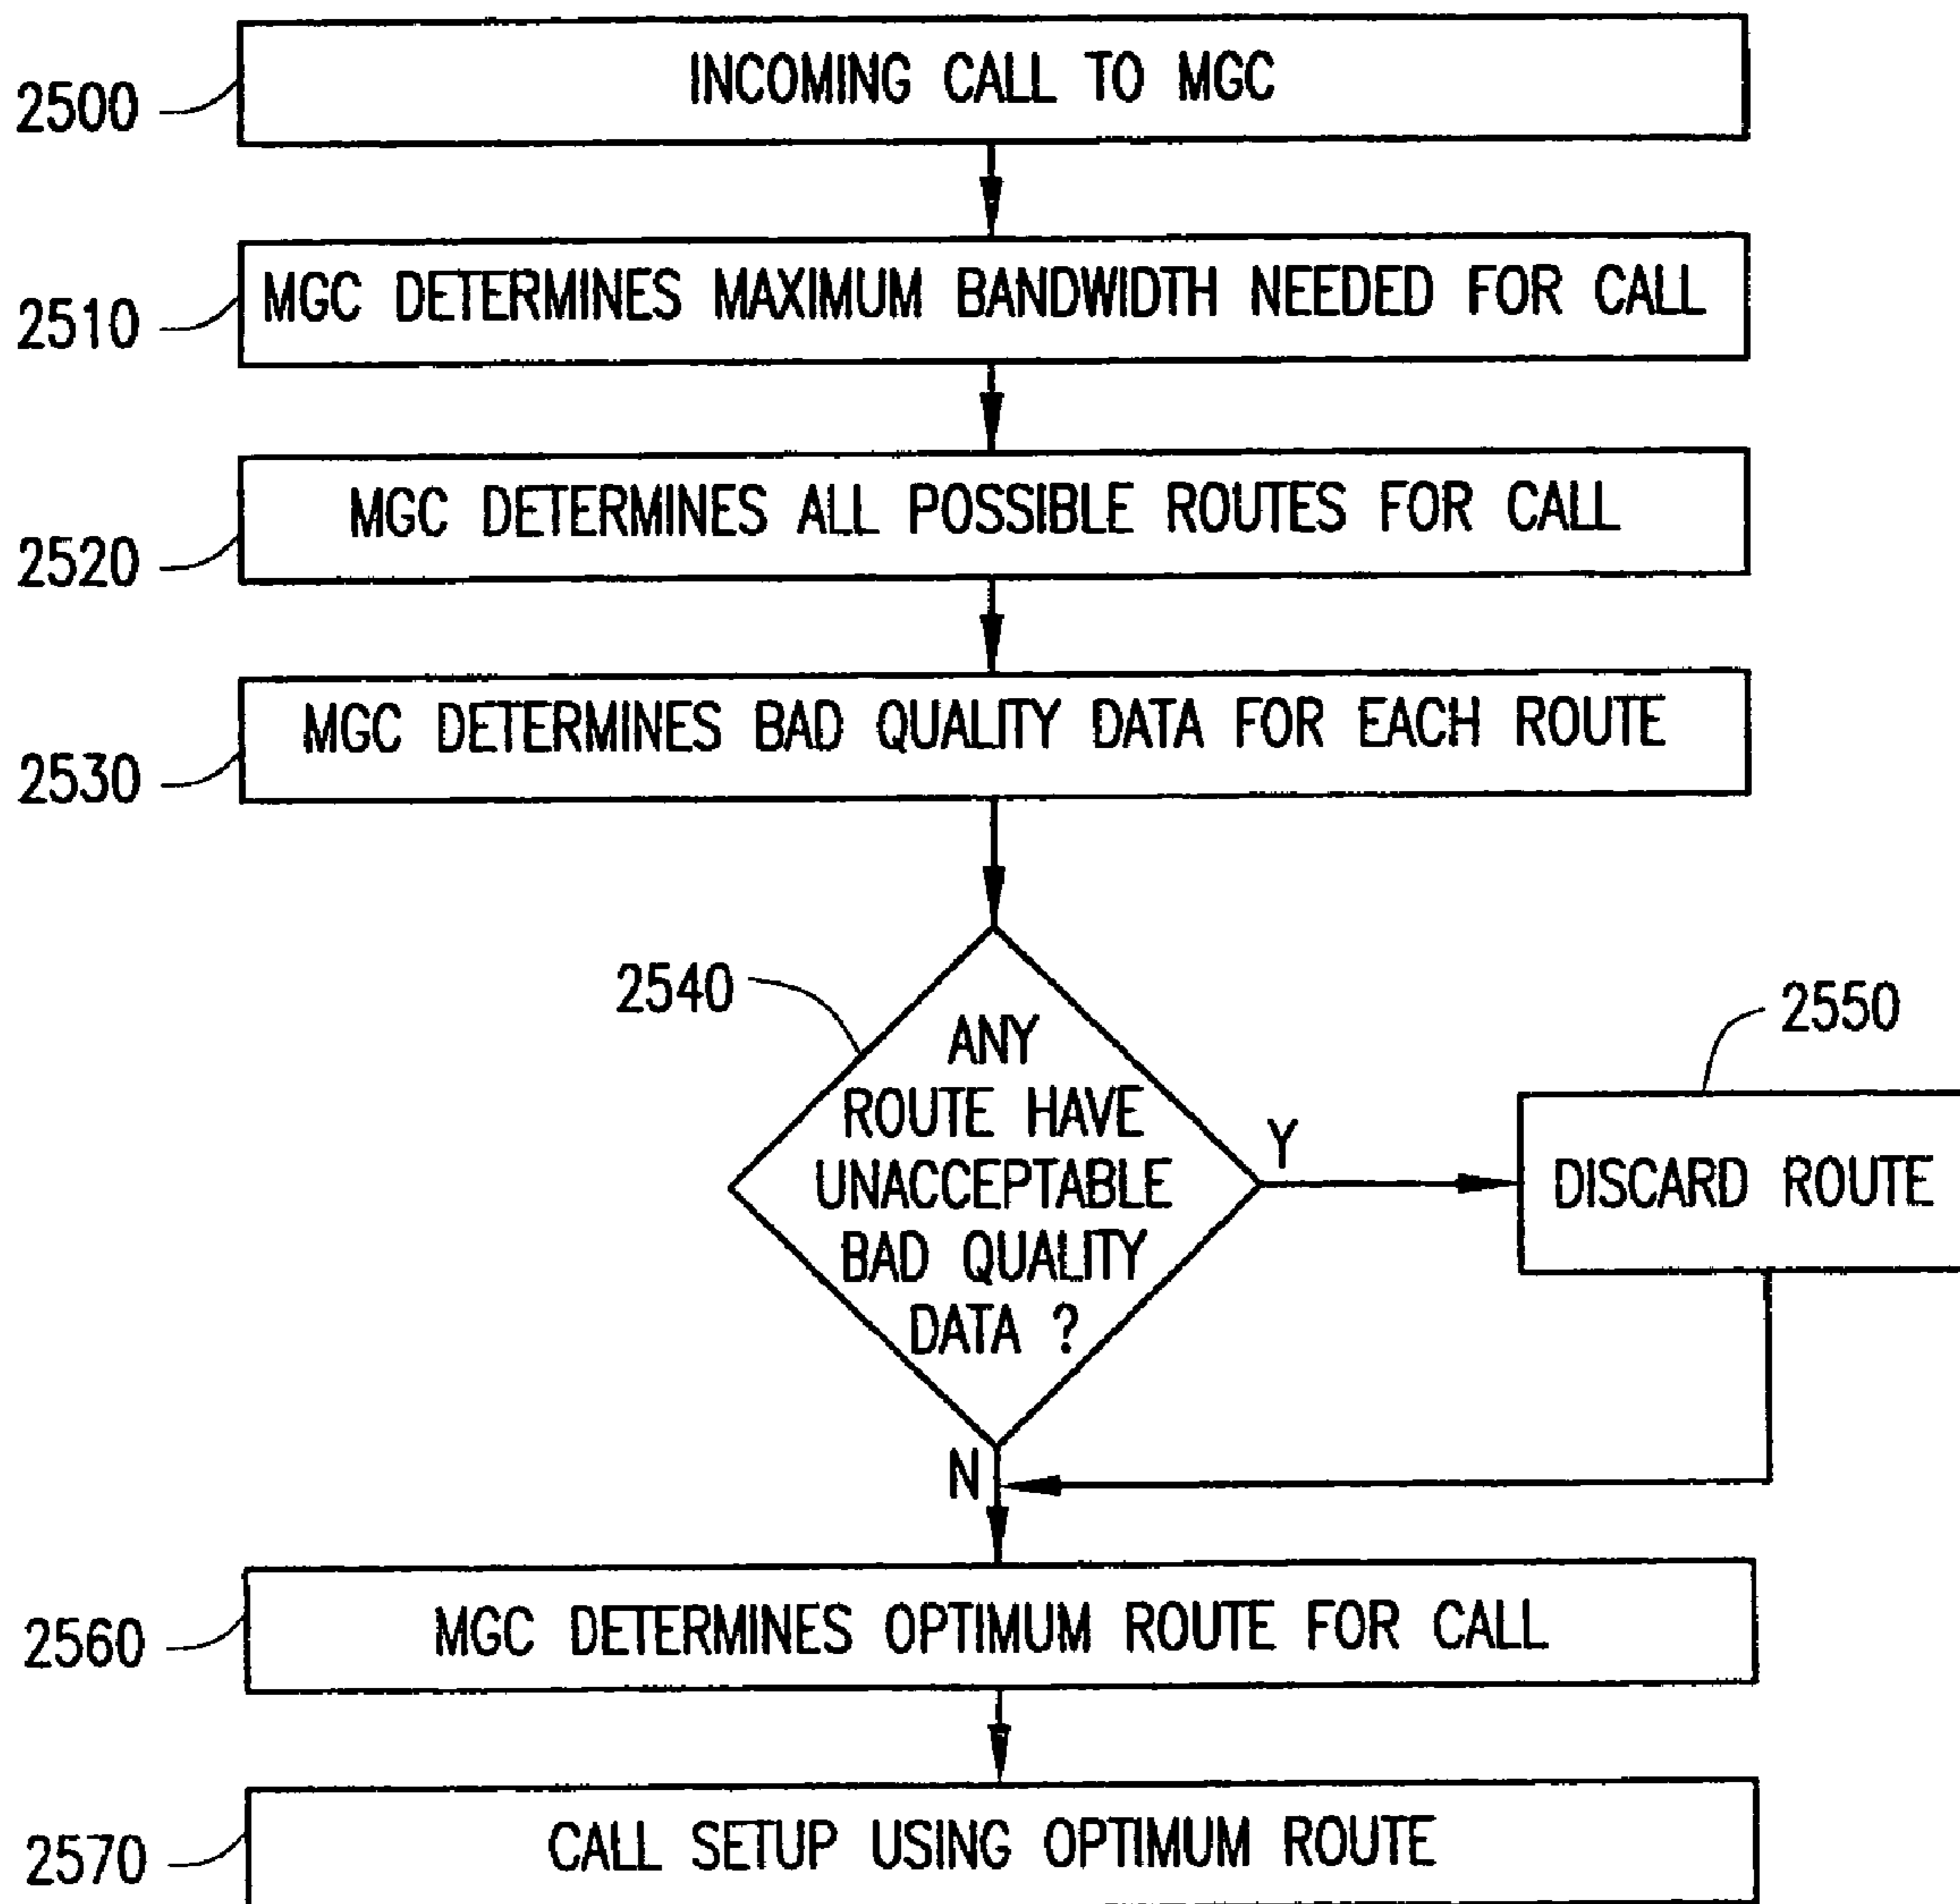 2500
INCOMING CALL TO MGC
2510
MGC DETERMINES MAXIMUM BANDWIDTH NEEDED FOR CALL
2520
MGC DETERMINES ALL POSSIBLE ROUTES FOR CALL
2530
MGC DETERMINES BAD QUALITY DATA FOR EACH ROUTE
2540
ANY
ROUTE HAVE
UNACCEPTABLE
BAD QUALITY
DATA ?
Y
2550
DISCARD ROUTE
N
2560
MGC DETERMINES OPTIMUM ROUTE FOR CALL
2570
CALL SETUP USING OPTIMUM ROUTE